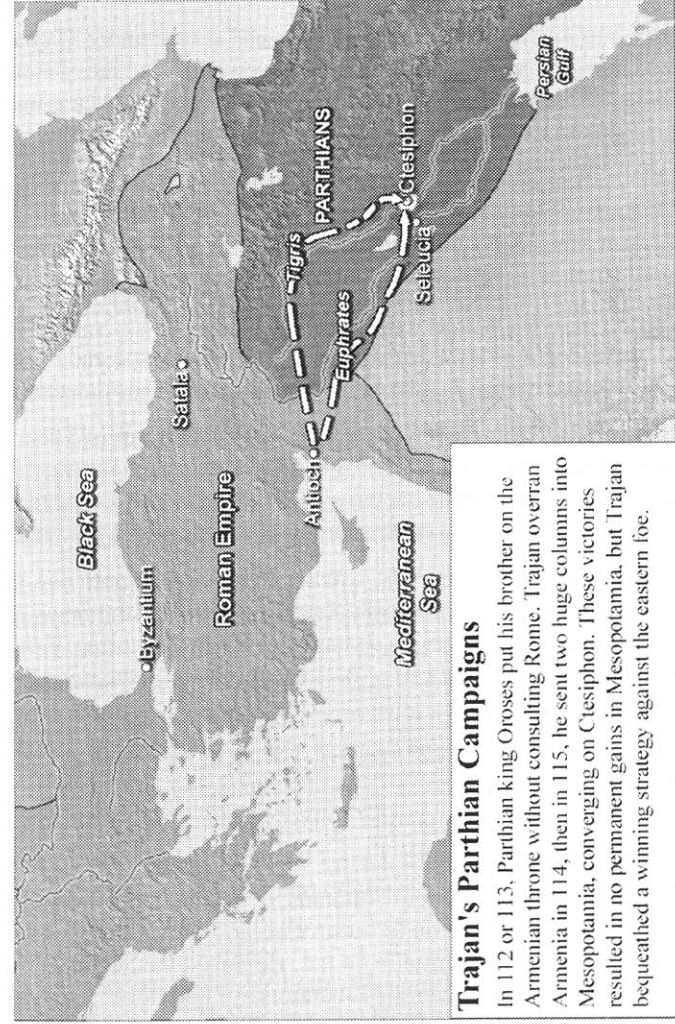 Black Sea
Byzantium
Satala
Roman Empire
Antioch
Mediterranean
Sea
Tigris
PARTHIANS
Euphrates
Ctesiphon
Seleucia
Persian
Gulf
Trajan's Parthian Campaigns
In 112 or 113, Parthian king Oroses put his brother on the
Armenian throne without consulting Rome. Trajan overran
Armenia in 114, then in 115, he sent two huge columns into
Mesopotamia, converging on Ctesiphon. These victories
resulted in no permanent gains in Mesopotamia, but Trajan
bequeathed a winning strategy against the eastern foe.